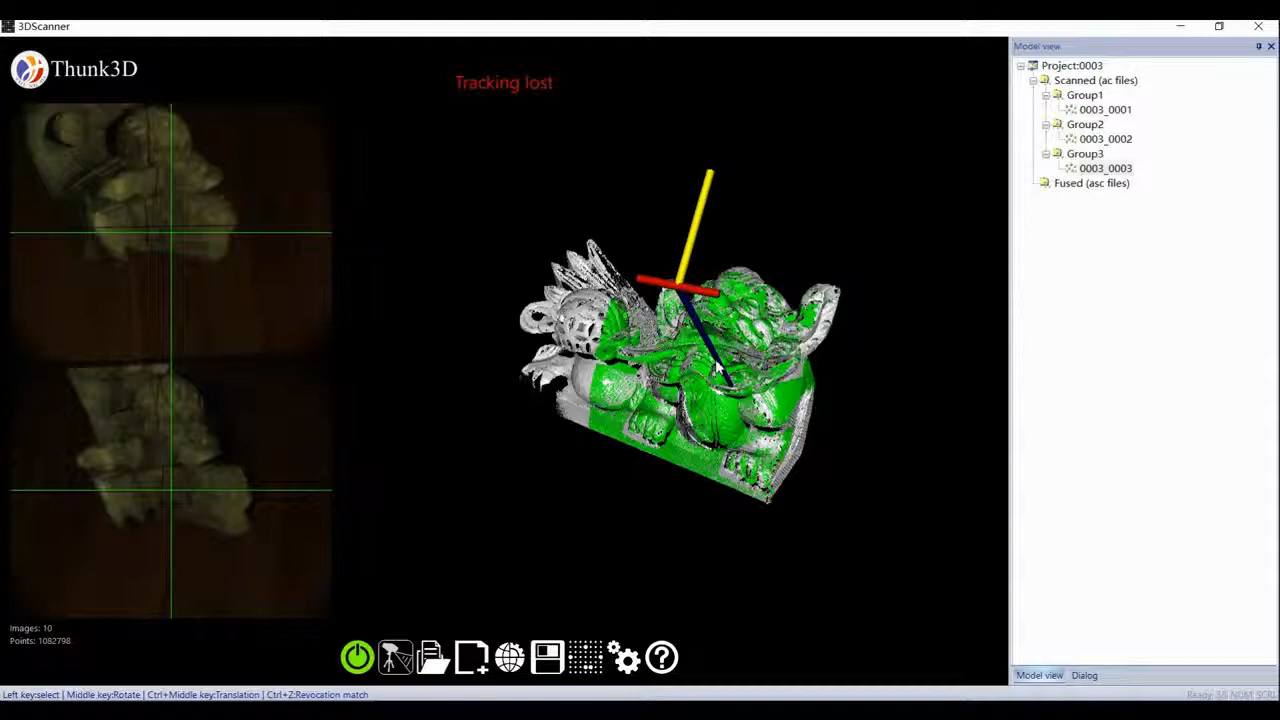 3DScanner
Thunk3D
Tracking lost
Images: 10
Points: 1082798
Left key:select | Middle key:Rotate | Ctrl+Middle key:Translation | Ctrl+Z:Revocation match
Model view
Project:0003
Scanned (ac files)
Group1
0003_0001
Group2
0003_0002
Group3
0003_0003
Fused (asc files)
Model view
Dialog
Ready
NUM